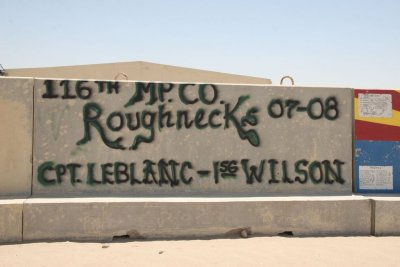 116TH MP. CO.
Roughnecks 07-08
CPT. LEBLANC - 1SG WILSON